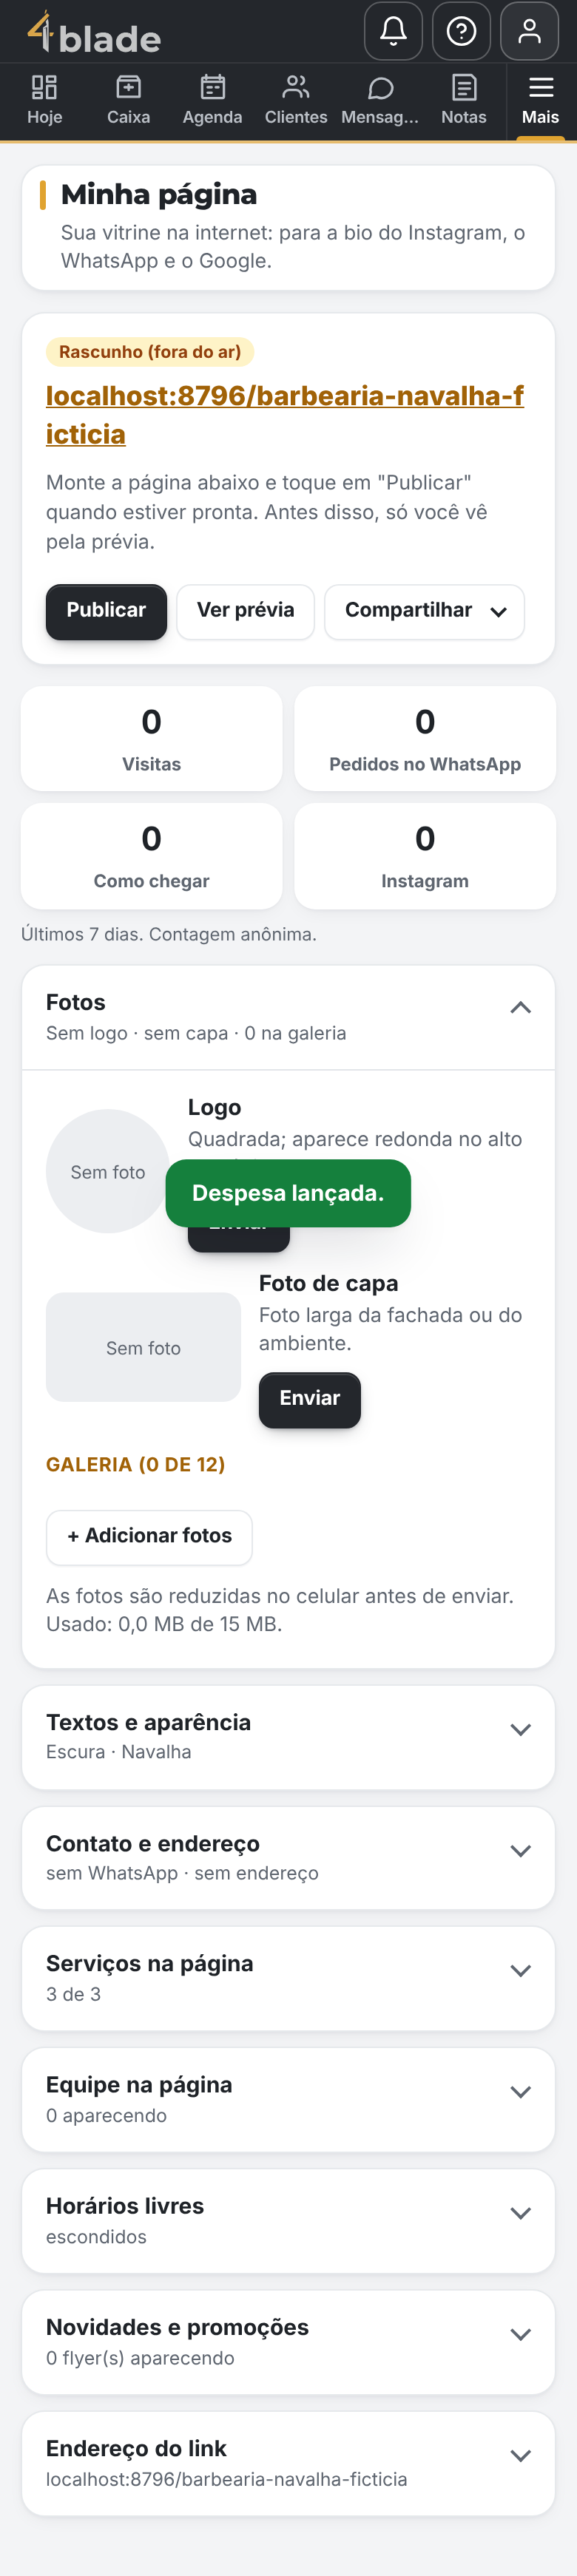 4blade
Hoje
Caixa
Agenda
Clientes
Mensag...
Notas
Mais
Minha página
Sua vitrine na internet: para a bio do Instagram, o
WhatsApp e o Google.
Rascunho (fora do ar)
localhost:8796/barbearia-navalha-f
icticia
Monte a página abaixo e toque em "Publicar"
quando estiver pronta. Antes disso, só você vê
pela prévia.
Publicar
Ver prévia
Compartilhar
0
Visitas
0
Pedidos no WhatsApp
0
Como chegar
0
Instagram
Últimos 7 dias. Contagem anônima.
Fotos
Sem logo · sem capa · 0 na galeria
Sem foto
Logo
Quadrada; aparece redonda no alto
Despesa lançada.
Sem foto
Foto de capa
Foto larga da fachada ou do
ambiente.
Enviar
GALERIA (0 DE 12)
+ Adicionar fotos
As fotos são reduzidas no celular antes de enviar.
Usado: 0,0 MB de 15 MB.
Textos e aparência
Escura · Navalha
Contato e endereço
sem WhatsApp · sem endereço
Serviços na página
3 de 3
Equipe na página
0 aparecendo
Horários livres
escondidos
Novidades e promoções
0 flyer(s) aparecendo
Endereço do link
localhost:8796/barbearia-navalha-ficticia